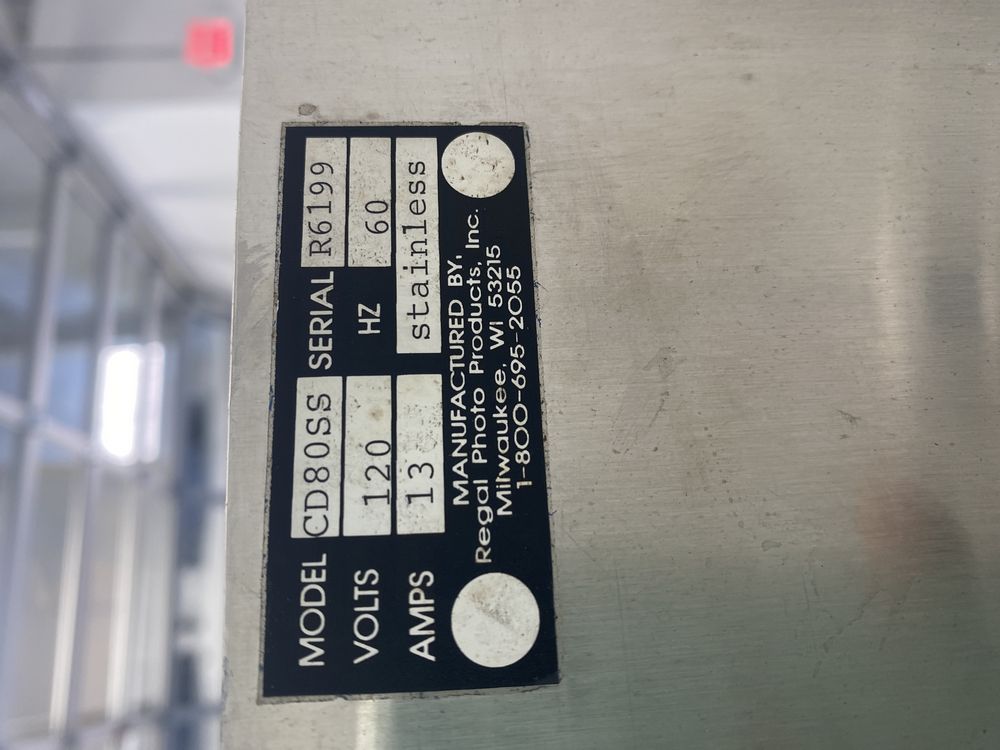 MODEL CD80SS SERIAL R6199
VOLTS 120 HZ 60
AMPS 13 stainless
MANUFACTURED BY,
Regal Photo Products, Inc.
Milwaukee, WI 53215
1-800-695-2055